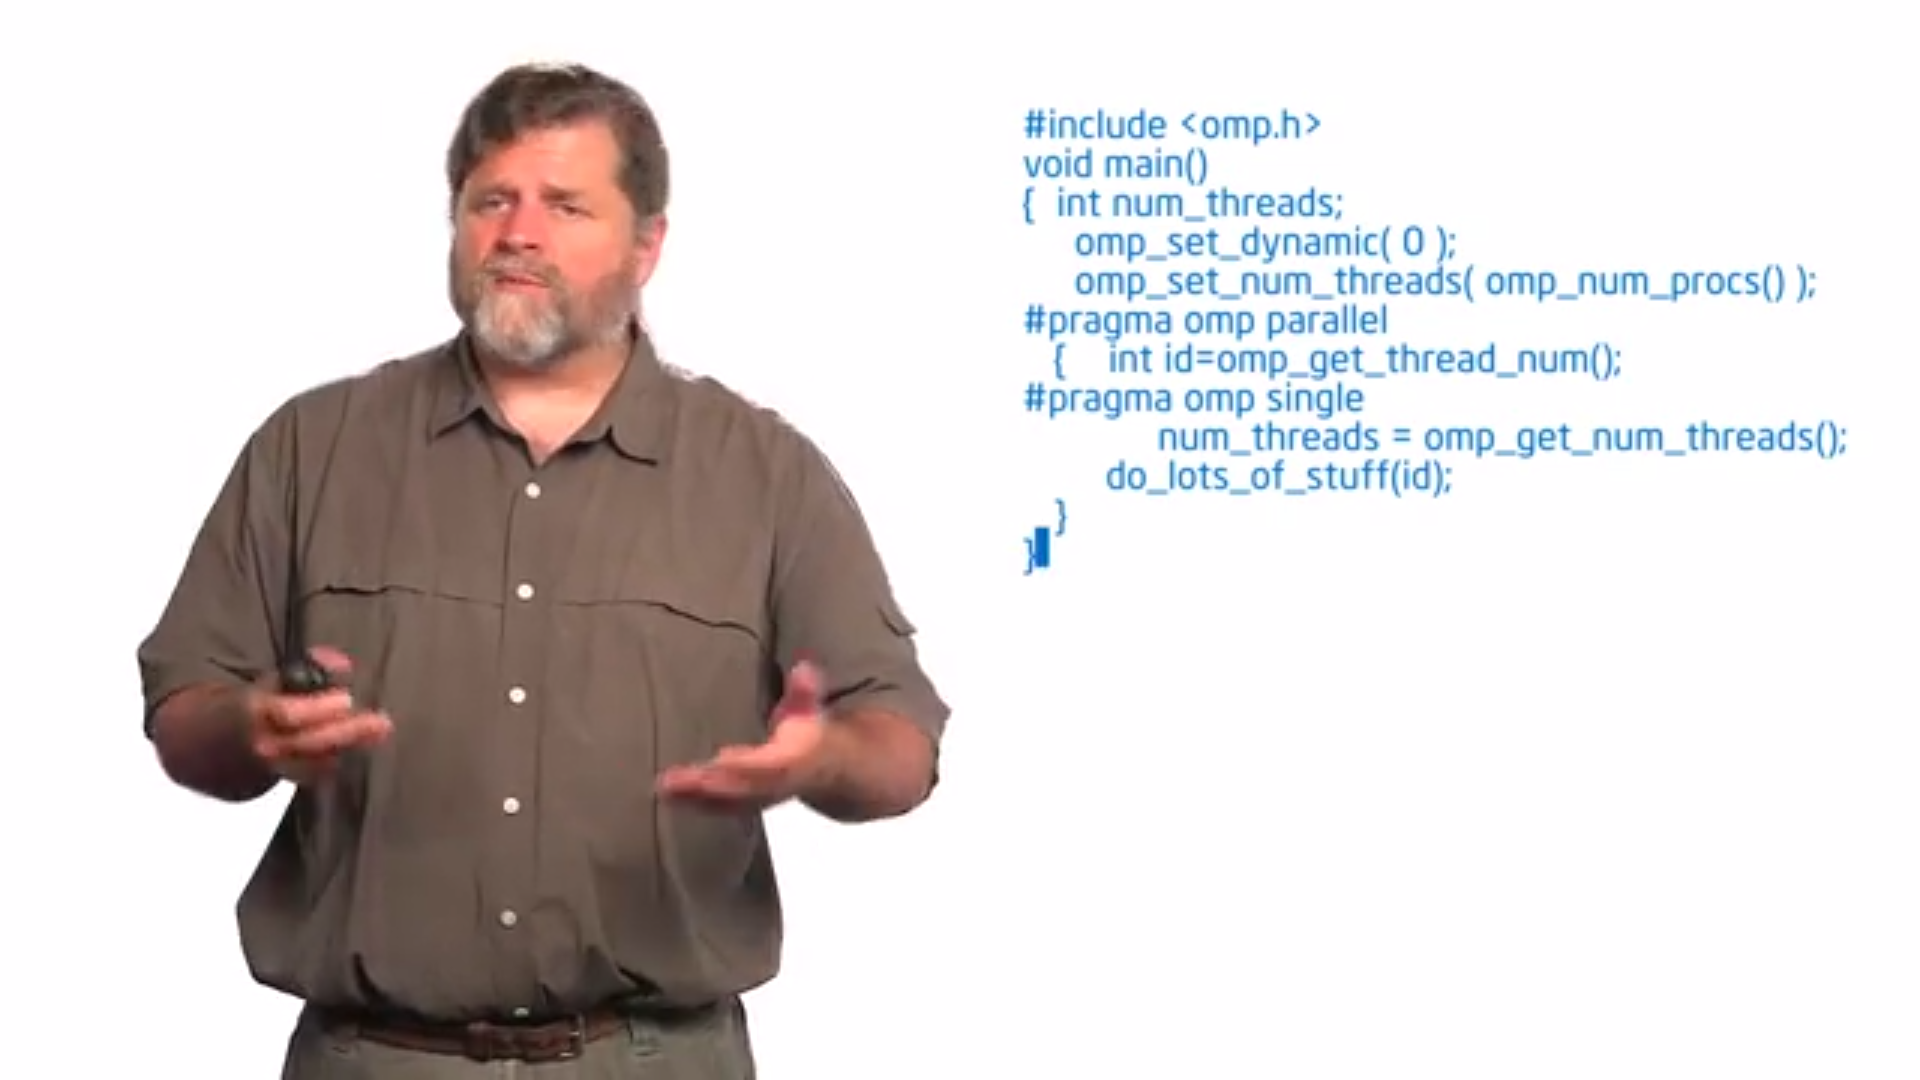 #include <omp.h>
void main()
{ int num_threads;
omp_set_dynamic( 0 );
omp_set_num_threads( omp_num_procs() );
#pragma omp parallel
{ int id=omp_get_thread_num();
#pragma omp single
num_threads = omp_get_num_threads();
do_lots_of_stuff(id);
}
}